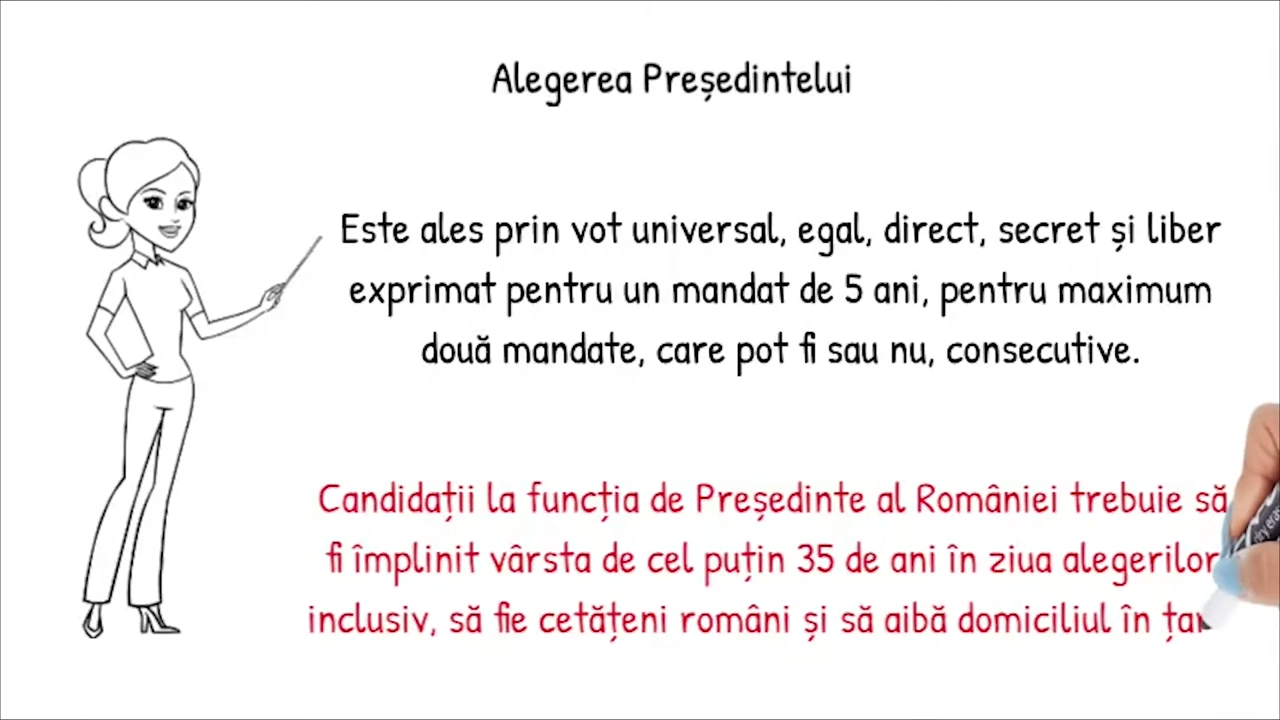 Alegerea Președintelui
Este ales prin vot universal, egal, direct, secret și liber
exprimat pentru un mandat de 5 ani, pentru maximum
două mandate, care pot fi sau nu, consecutive.
Candidații la funcția de Președinte al României trebuie să
fi împlinit vârsta de cel puțin 35 de ani în ziua alegerilor
inclusiv, să fie cetățeni români și să aibă domiciliul în